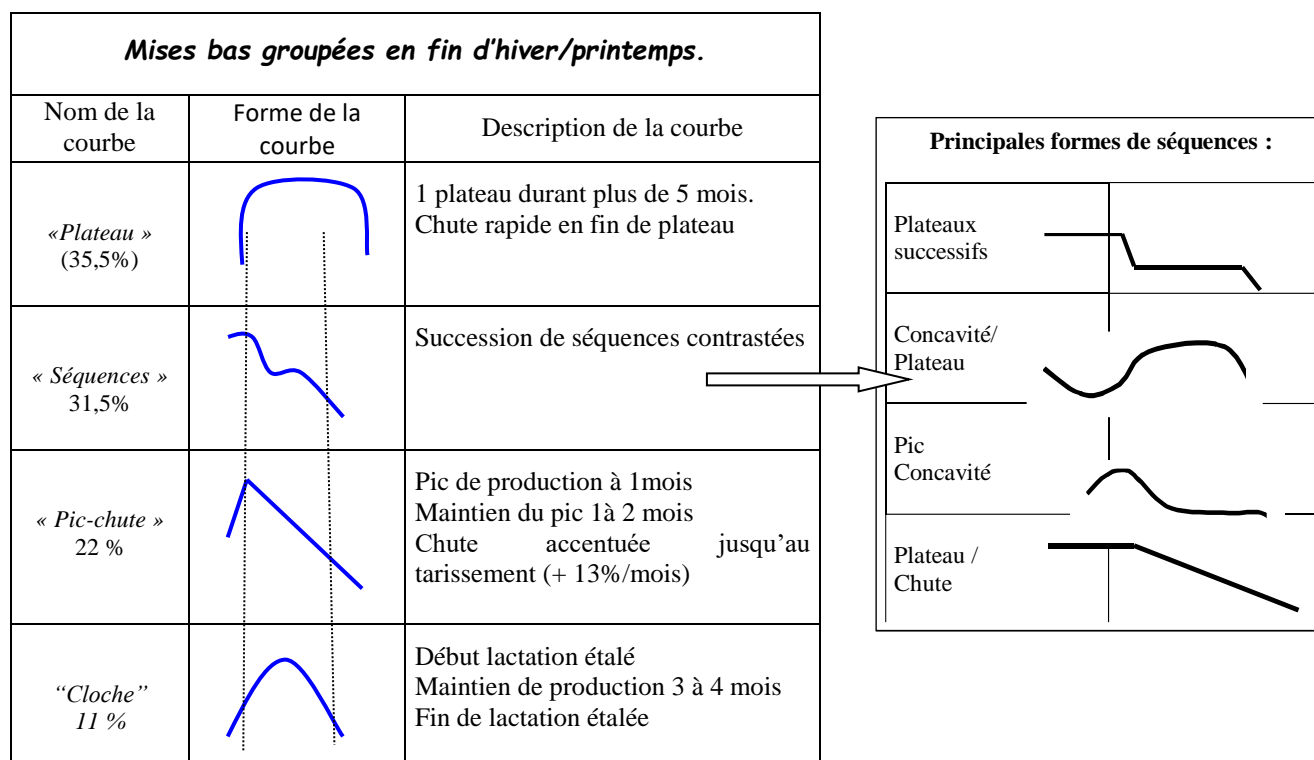 Mises bas groupées en fin d'hiver/printemps.
Nom de la
courbe
Forme de la
courbe
Description de la courbe
«Plateau »
(35,5%)
1 plateau durant plus de 5 mois.
Chute rapide en fin de plateau
« Séquences »
31,5%
Succession de séquences contrastées
« Pic-chute »
22 %
Pic de production à 1mois
Maintien du pic 1à 2 mois
Chute accentuée jusqu'au
tarissement (+ 13%/mois)
“Cloche”
11 %
Début lactation étalé
Maintien de production 3 à 4 mois
Fin de lactation étalée
Principales formes de séquences :
Plateaux
successifs
Concavité/
Plateau
Pic
Concavité
Plateau /
Chute